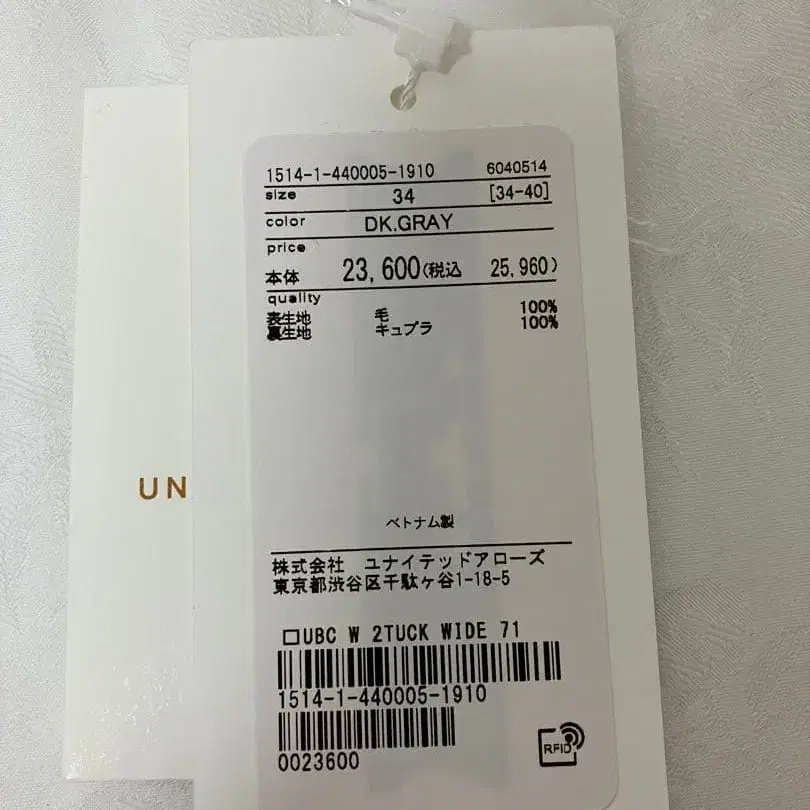 1514-1-440005-1910 6040514
size 34 [34-40]
color DK.GRAY
price
本体 23,600(税込 25,960)
quality
表生地 毛 100%
裏生地 キュプラ 100%
UN
ベトナム製
株式会社 ユナイテッドアローズ
東京都渋谷区千駄ヶ谷1-18-5
□UBC W 2TUCK WIDE 71
1514-1-440005-1910
0023600
RFID